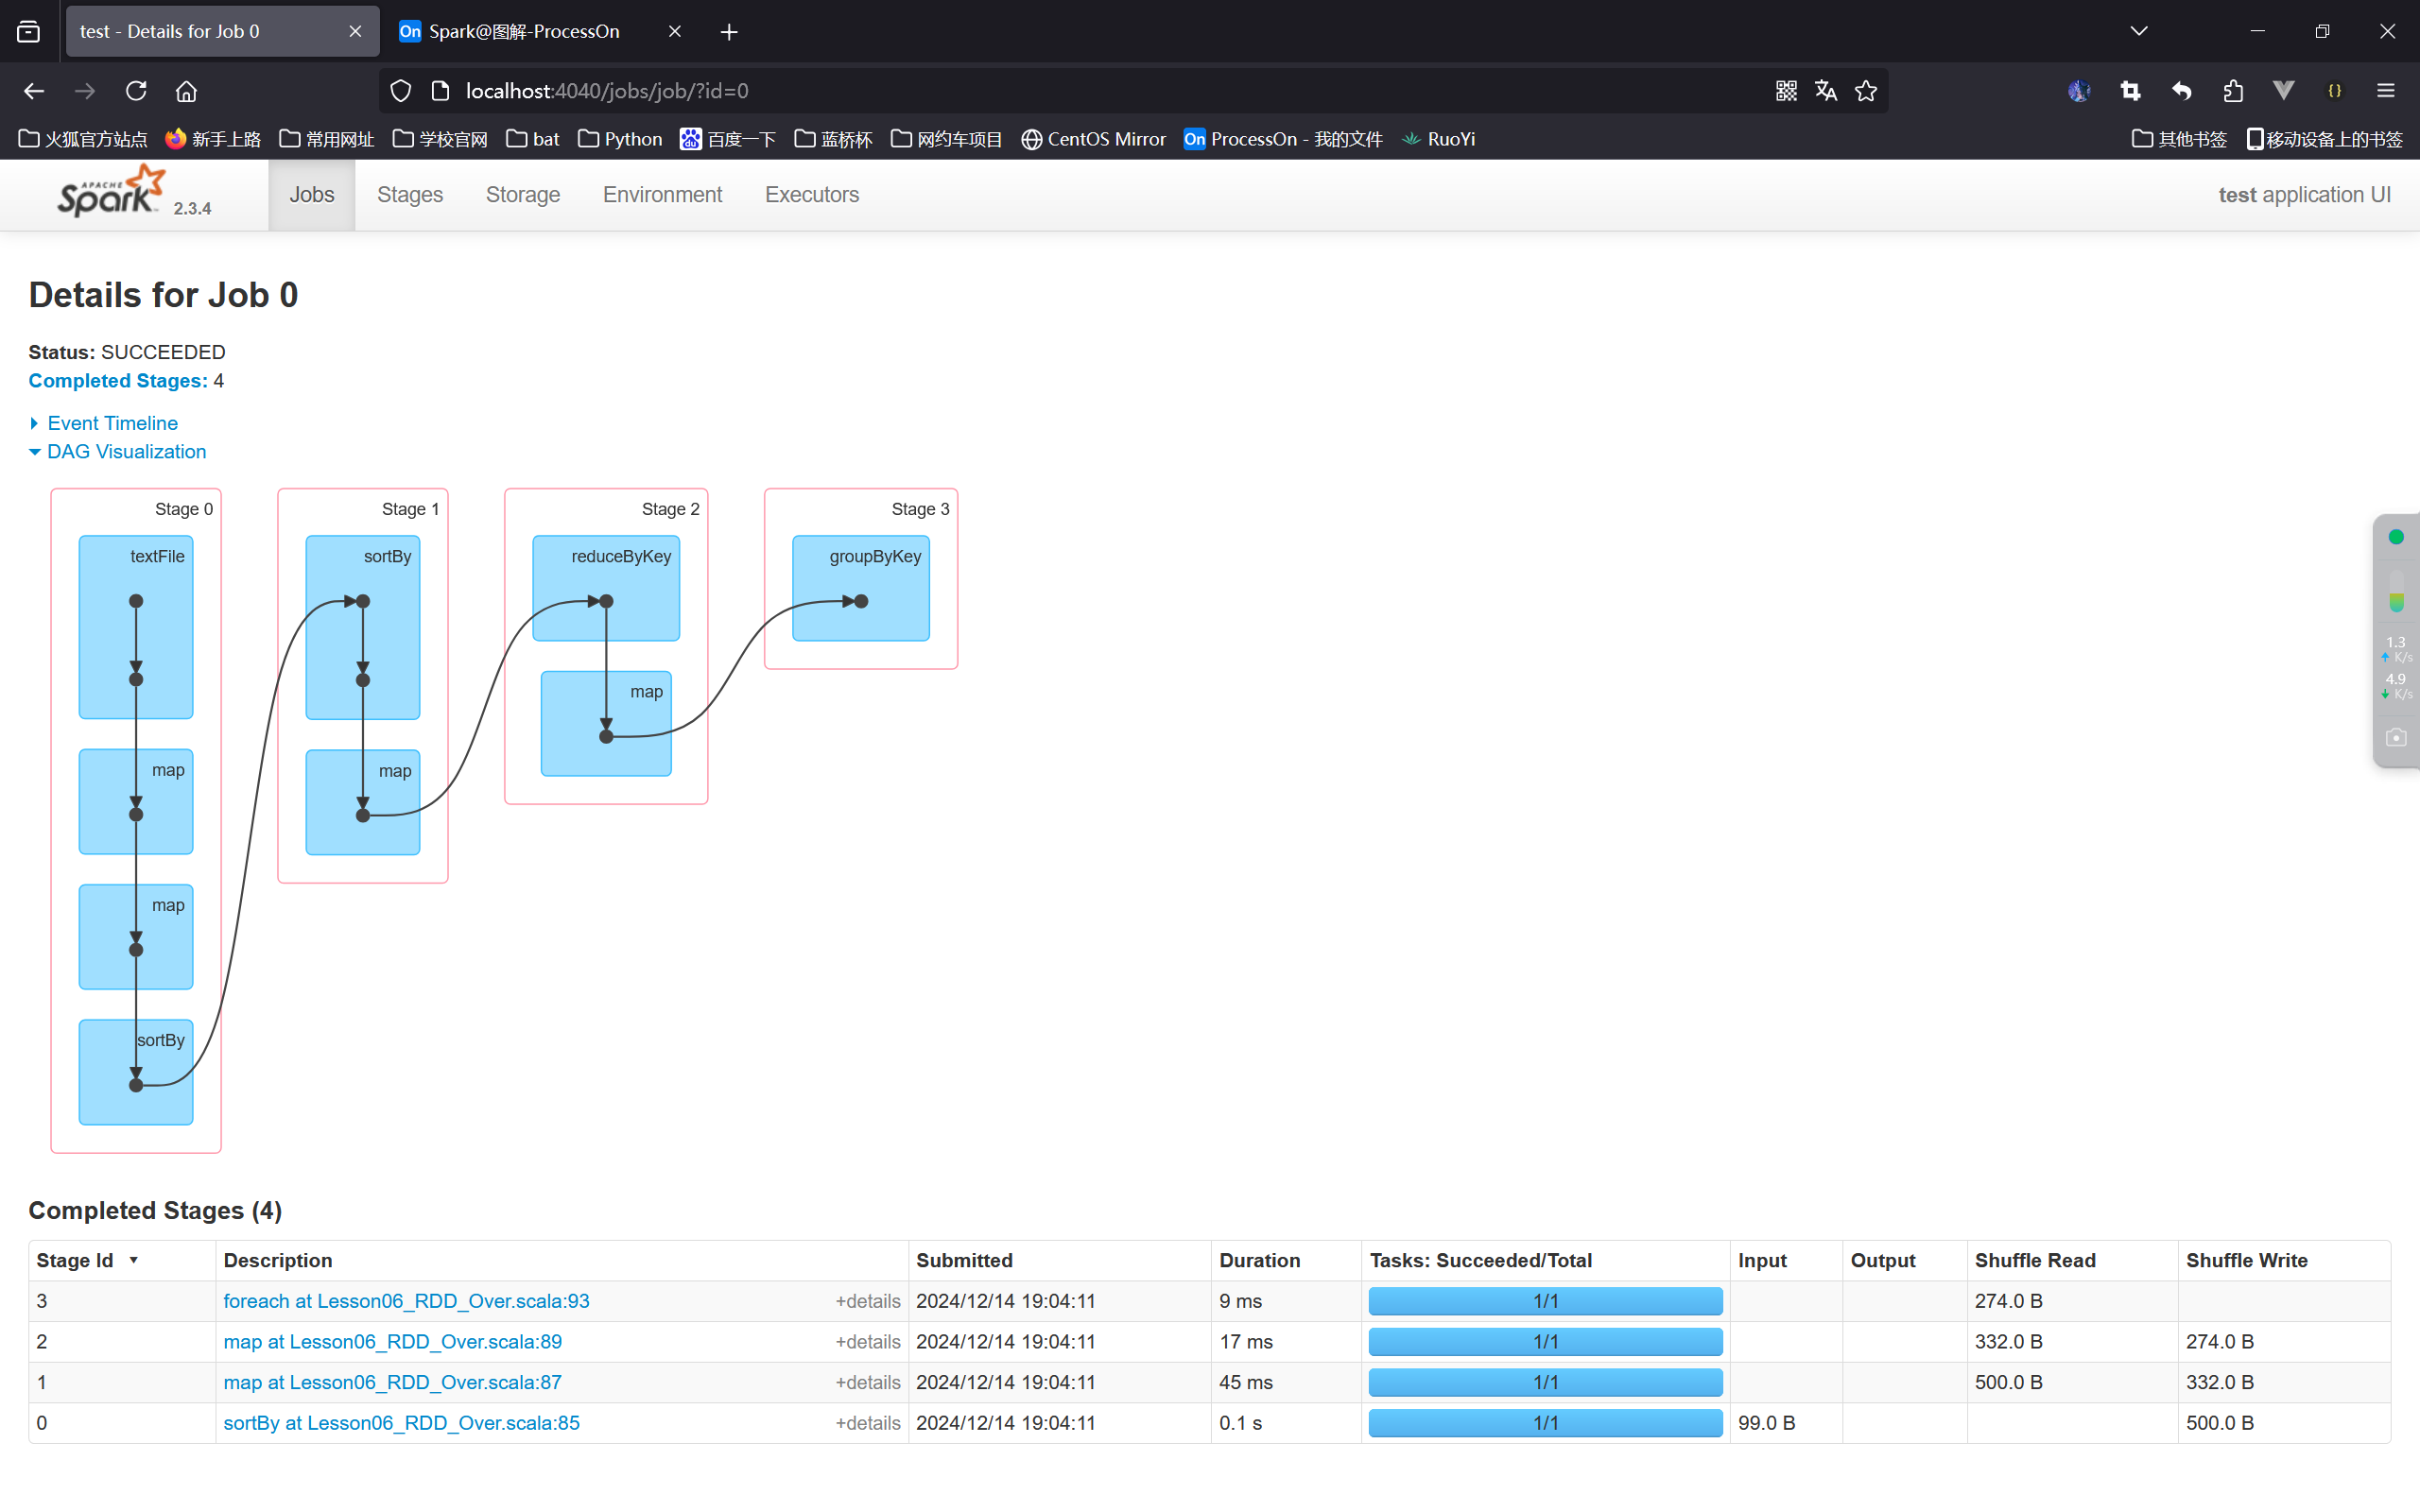 test - Details for Job 0
On Spark@图解-ProcessOn
localhost:4040/jobs/job/?id=0
火狐官方站点 新手上路 常用网址 学校官网 bat Python 百度一下 蓝桥杯 网约车项目 CentOS Mirror On ProcessOn - 我的文件 RuoYi 其他书签 移动设备上的书签
APACHE Spark 2.3.4 Jobs Stages Storage Environment Executors test application UI
Details for Job 0
Status: SUCCEEDED
Completed Stages: 4
Event Timeline
DAG Visualization
Stage 0
textFile
map
map
sortBy
Stage 1
sortBy
map
Stage 2
reduceByKey
map
Stage 3
groupByKey
1.3
K/s
4.9
K/s
Completed Stages (4)
Stage Id Description Submitted Duration Tasks: Succeeded/Total Input Output Shuffle Read Shuffle Write
3 foreach at Lesson06_RDD_Over.scala:93 +details 2024/12/14 19:04:11 9 ms 1/1 274.0 B
2 map at Lesson06_RDD_Over.scala:89 +details 2024/12/14 19:04:11 17 ms 1/1 332.0 B 274.0 B
1 map at Lesson06_RDD_Over.scala:87 +details 2024/12/14 19:04:11 45 ms 1/1 500.0 B 332.0 B
0 sortBy at Lesson06_RDD_Over.scala:85 +details 2024/12/14 19:04:11 0.1 s 1/1 99.0 B 500.0 B